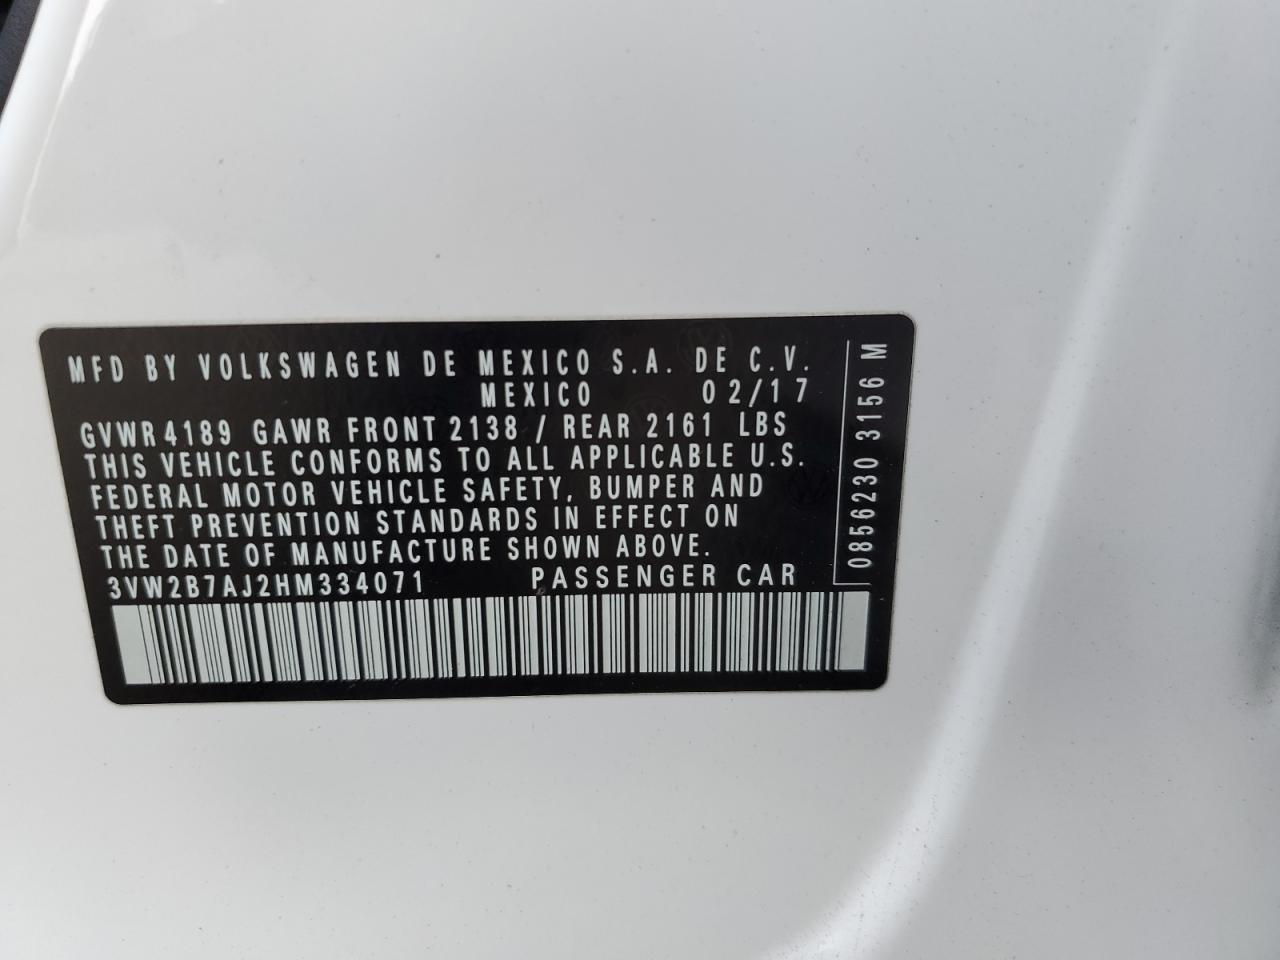 MFD BY VOLKSWAGEN DE MEXICO S.A. DE C.V.
MEXICO 02/17
GVWR 4189 GAWR FRONT 2138 / REAR 2161 LBS
THIS VEHICLE CONFORMS TO ALL APPLICABLE U.S.
FEDERAL MOTOR VEHICLE SAFETY, BUMPER AND
THEFT PREVENTION STANDARDS IN EFFECT ON
THE DATE OF MANUFACTURE SHOWN ABOVE.
3VW2B7AJ2HM334071 PASSENGER CAR
0856230 3156 M